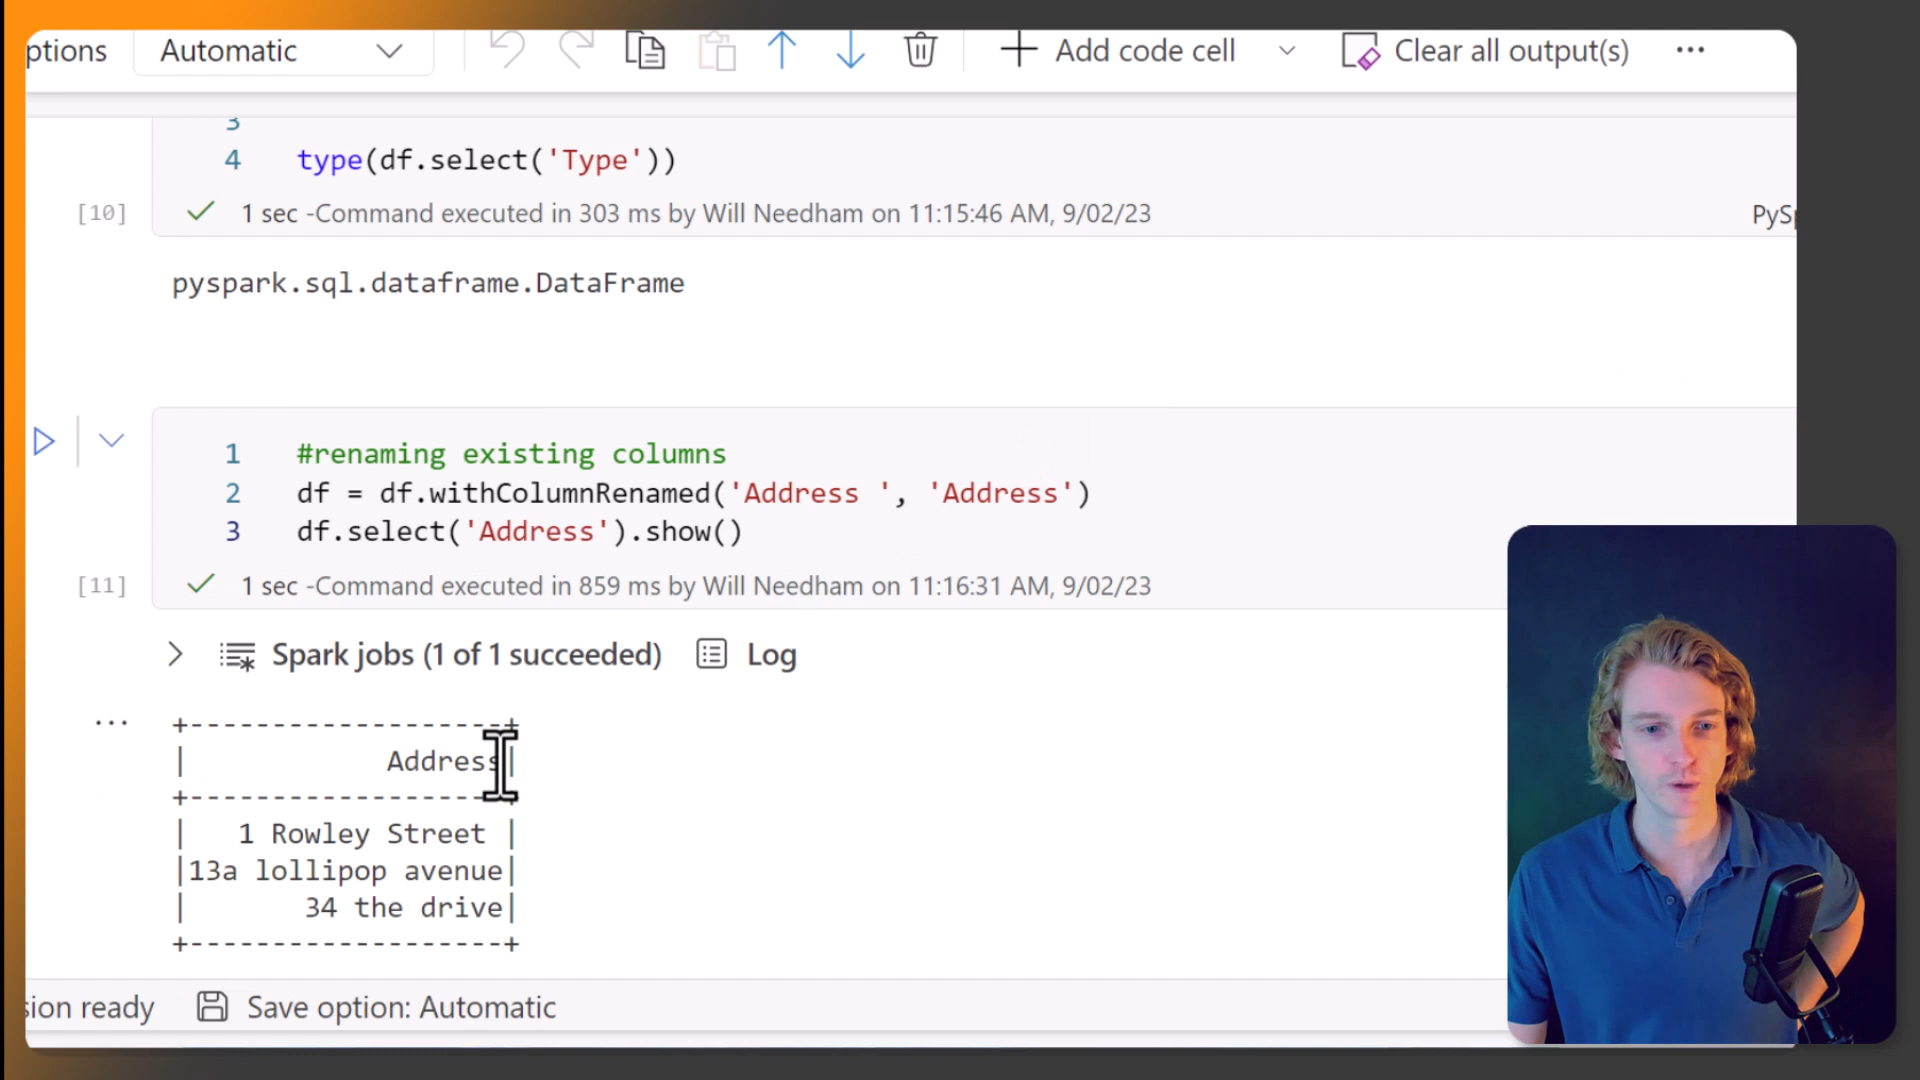 ptions Automatic Add code cell Clear all output(s) ...
3
4 type(df.select('Type'))
[10] 1 sec -Command executed in 303 ms by Will Needham on 11:15:46 AM, 9/02/23 PySp
pyspark.sql.dataframe.DataFrame
1 #renaming existing columns
2 df = df.withColumnRenamed('Address ', 'Address')
3 df.select('Address').show()
[11] 1 sec -Command executed in 859 ms by Will Needham on 11:16:31 AM, 9/02/23
Spark jobs (1 of 1 succeeded) Log
... +-------------------+
| Address|
+-------------------+
| 1 Rowley Street |
|13a lollipop avenue|
| 34 the drive|
+-------------------+
sion ready Save option: Automatic